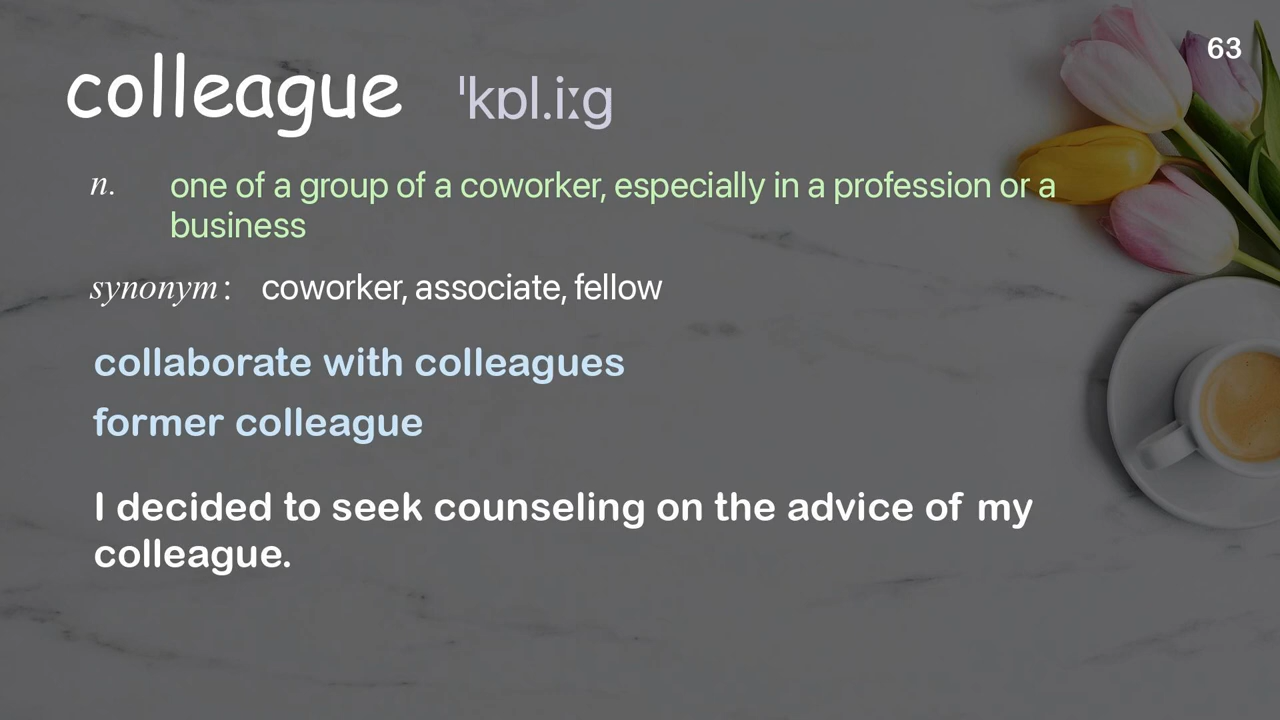 63
colleague ˈkɒl.iːg
n. one of a group of a coworker, especially in a profession or a
business
synonym: coworker, associate, fellow
collaborate with colleagues
former colleague
I decided to seek counseling on the advice of my
colleague.